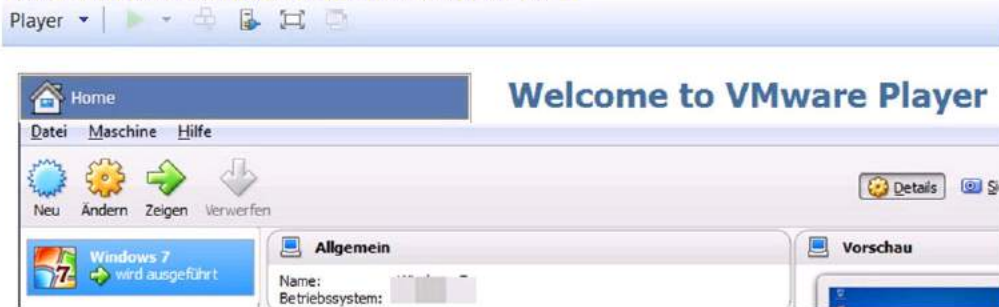 Player
Home
Welcome to VMware Player
Datei Maschine Hilfe
Neu Ändern Zeigen Verwerfen
Details
Windows 7
wird ausgeführt
Allgemein
Vorschau
Name:
Betriebssystem: